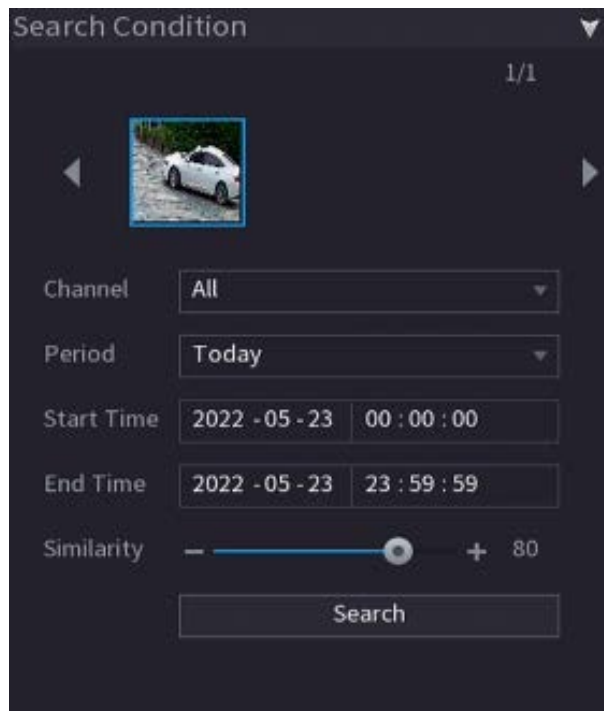 Search Condition
1/1
Channel All
Period Today
Start Time 2022 - 05 - 23 00 : 00 : 00
End Time 2022 - 05 - 23 23 : 59 : 59
Similarity − + 80
Search